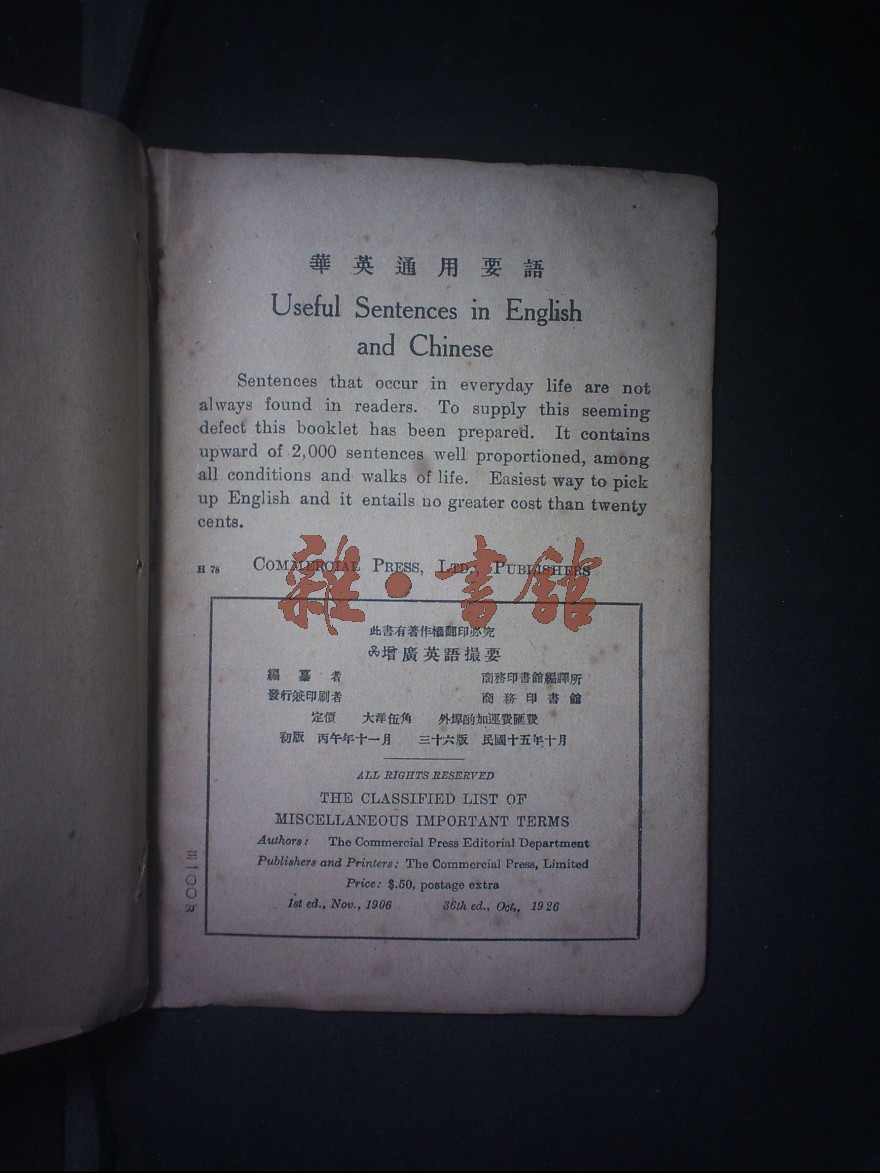 華英通用要語
Useful Sentences in English
and Chinese
Sentences that occur in everyday life are not
always found in readers. To supply this seeming
defect this booklet has been prepared. It contains
upward of 2,000 sentences well proportioned, among
all conditions and walks of life. Easiest way to pick
up English and it entails no greater cost than twenty
cents.
H 78 COMMERCIAL PRESS, LTD., PUBLISHERS
雜·書館
此書有著作權翻印必究
增廣英語撮要
編纂者 商務印書館編譯所
發行兼印刷者 商務印書館
定價 大洋伍角 外埠酌加運費匯費
初版 丙午年十一月 三十六版 民國十五年十月
ALL RIGHTS RESERVED
THE CLASSIFIED LIST OF
MISCELLANEOUS IMPORTANT TERMS
Authors: The Commercial Press Editorial Department
Publishers and Printers: The Commercial Press, Limited
Price: $.50, postage extra
1st ed., Nov., 1906 36th ed., Oct., 1926
三一〇〇